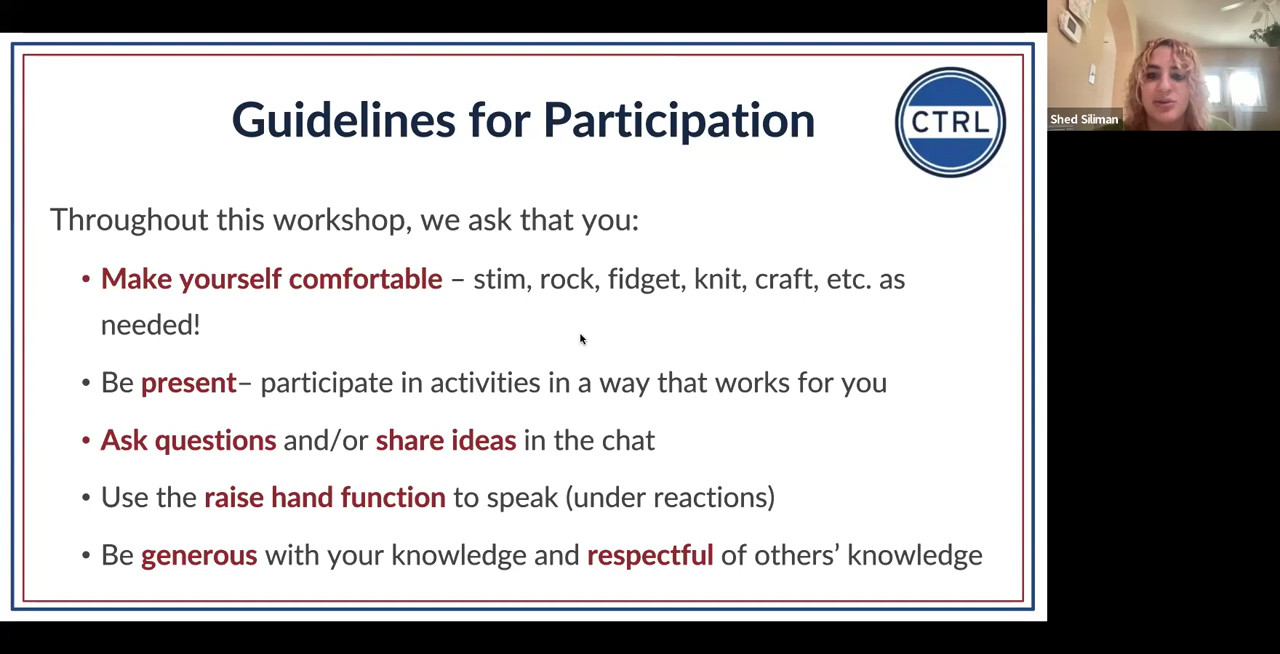 Guidelines for Participation
CTRL
Shed Siliman
Throughout this workshop, we ask that you:
• Make yourself comfortable – stim, rock, fidget, knit, craft, etc. as
needed!
• Be present– participate in activities in a way that works for you
• Ask questions and/or share ideas in the chat
• Use the raise hand function to speak (under reactions)
• Be generous with your knowledge and respectful of others’ knowledge